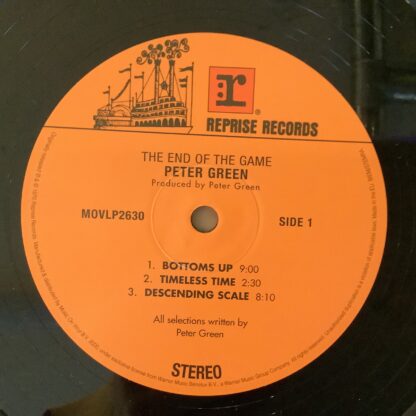 r®
REPRISE RECORDS
THE END OF THE GAME
PETER GREEN
Produced by Peter Green
MOVLP2630
SIDE 1
1. BOTTOMS UP 9:00
2. TIMELESS TIME 2:30
3. DESCENDING SCALE 8:10
All selections written by
Peter Green
STEREO